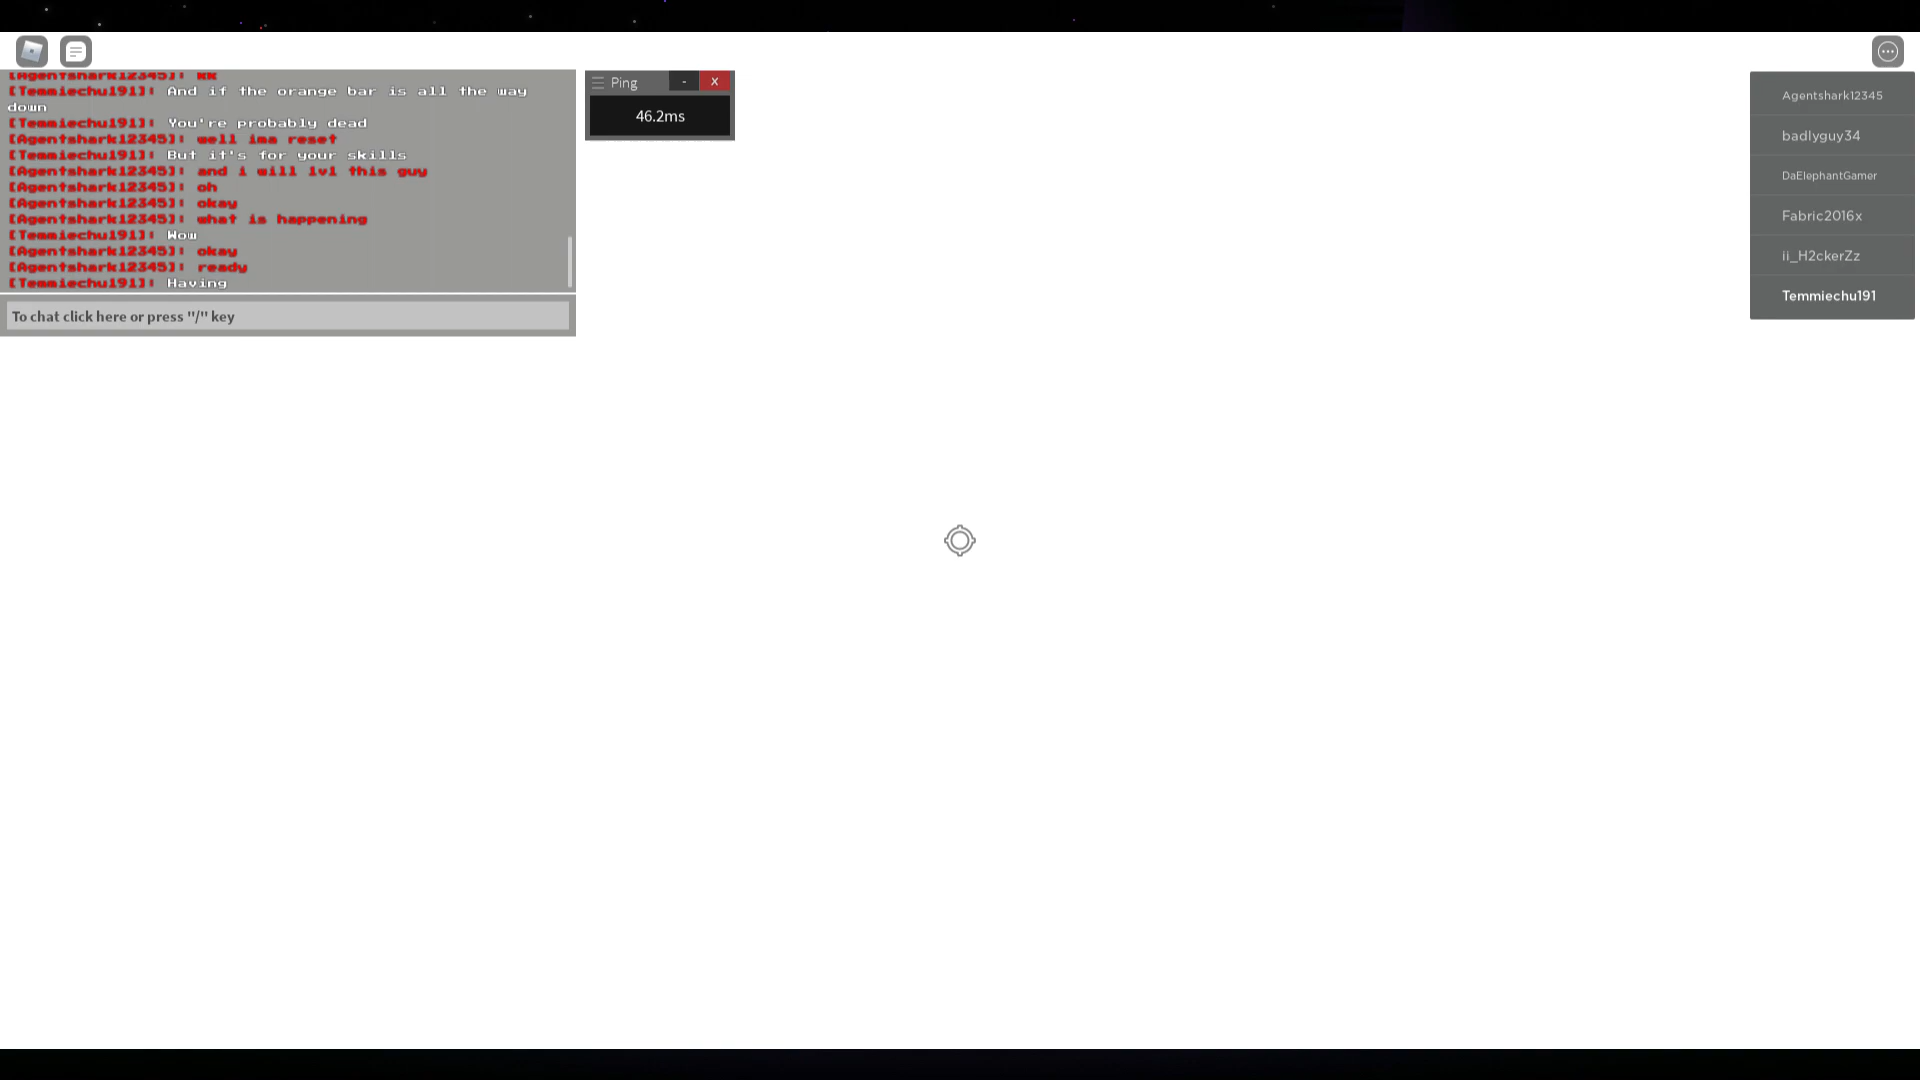 [Agentshark12345]: kk
[Temmiechu191]: And if the orange bar is all the way
down
[Temmiechu191]: You're probably dead
[Agentshark12345]: well ima reset
[Temmiechu191]: But it's for your skills
[Agentshark12345]: and i will 1v1 this guy
[Agentshark12345]: oh
[Agentshark12345]: okay
[Agentshark12345]: what is happening
[Temmiechu191]: Wow
[Agentshark12345]: okay
[Agentshark12345]: ready
[Temmiechu191]: Having
To chat click here or press "/" key
Ping
-
X
46.2ms
Agentshark12345
badlyguy34
DaElephantGamer
Fabric2016x
ii_H2ckerZz
Temmiechu191